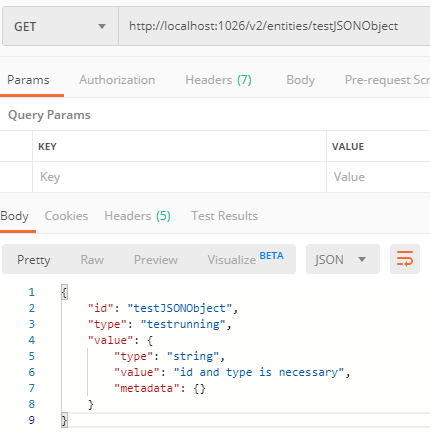 GET http://localhost:1026/v2/entities/testJSONObject
Params Authorization Headers (7) Body Pre-request Scr
Query Params
KEY VALUE
Key Value
Body Cookies Headers (5) Test Results
Pretty Raw Preview Visualize BETA JSON
1 {
2 "id": "testJSONObject",
3 "type": "testrunning",
4 "value": {
5 "type": "string",
6 "value": "id and type is necessary",
7 "metadata": {}
8 }
9 }